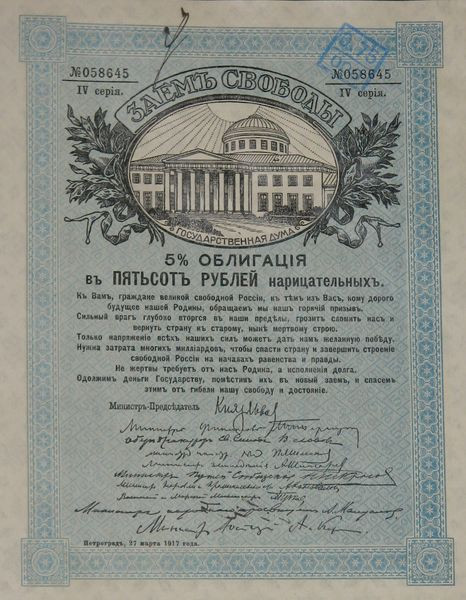 №058645
№058645
IV серія.
IV серія.
ЗАЕМЪ СВОБОДЫ
ГОСУДАРСТВЕННАЯ ДУМА
5% ОБЛИГАЦІЯ
въ ПЯТЬСОТЪ РУБЛЕЙ нарицательныхъ.
Къ Вамъ, граждане великой свободной Россіи, къ тѣмъ изъ Васъ, кому дорого
будущее нашей Родины, обращаемъ мы нашъ горячій призывъ.
Сильный врагъ глубоко вторгся въ наши предѣлы, грозитъ сломить насъ и
вернуть страну къ старому, нынѣ мертвому строю.
Только напряженіе всѣхъ нашихъ силъ можетъ дать намъ желанную побѣду.
Нужна затрата многихъ милліардовъ, чтобы спасти страну и завершить строеніе
свободной Россіи на началахъ равенства и правды.
Не жертвы требуетъ отъ насъ Родина, а исполненія долга.
Одолжимъ деньги Государству, помѣстивъ ихъ въ новый заемъ, и спасемъ
этимъ отъ гибели нашу свободу и достояніе.
Министръ-Предсѣдатель Князь Львовъ
Министръ Финансовъ
Петроградъ, 27 марта 1917 года.